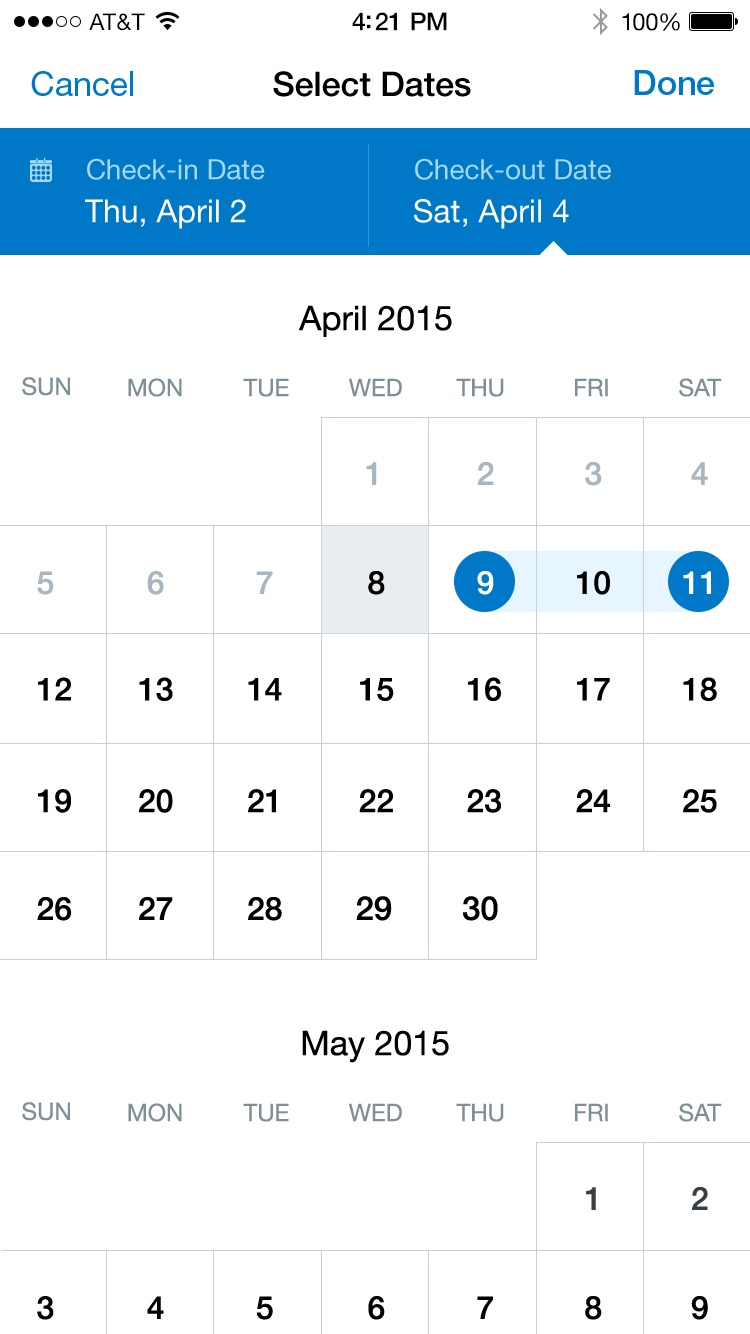 AT&T 4:21 PM 100%
Cancel Select Dates Done
Check-in Date Check-out Date
Thu, April 2 Sat, April 4
April 2015
SUN MON TUE WED THU FRI SAT
1 2 3 4
5 6 7 8 9 10 11
12 13 14 15 16 17 18
19 20 21 22 23 24 25
26 27 28 29 30
May 2015
SUN MON TUE WED THU FRI SAT
1 2
3 4 5 6 7 8 9